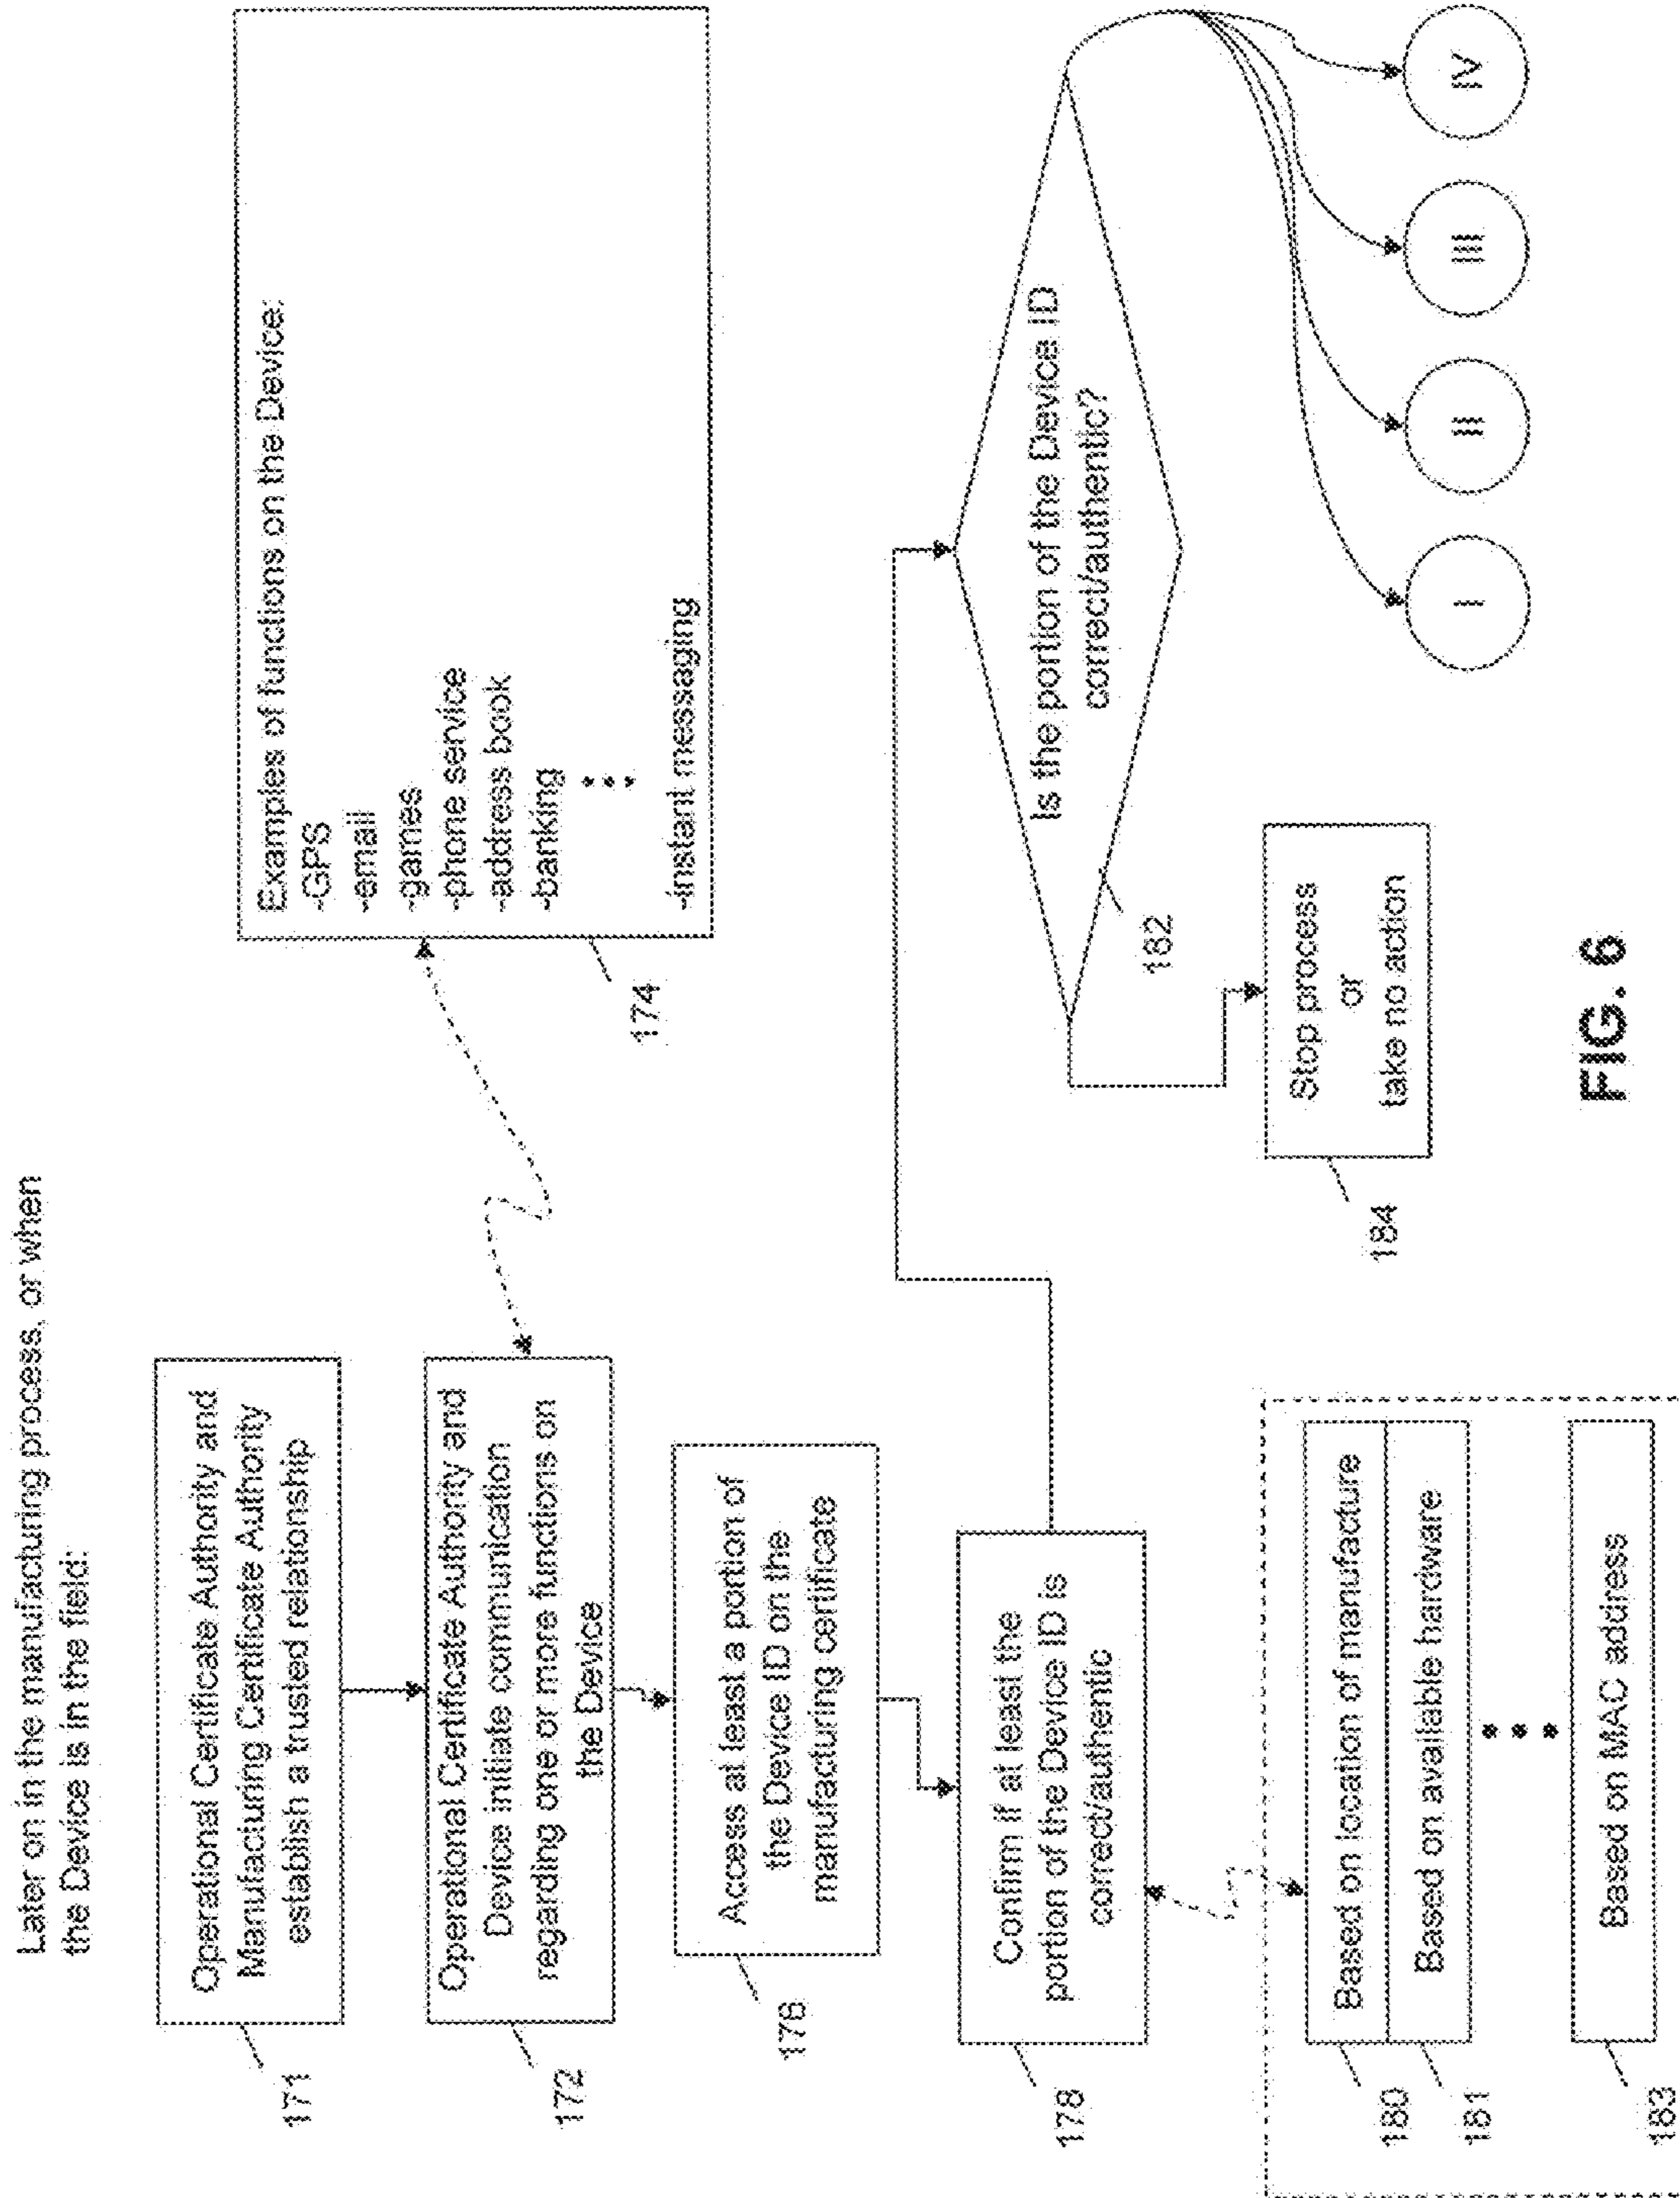 Later on in the manufacturing process, or when
the Device is in the field:
Operational Certificate Authority and
Manufacturing Certificate Authority
establish a trusted relationship
171
Operational Certificate Authority and
Device initiate communication
regarding one or more functions on
the Device
172
Examples of functions on the Device:
-GPS
-email
-games
-phone service
-address book
-banking
-instant messaging
174
Access at least a portion of
the Device ID on the
manufacturing certificate
176
Confirm if at least the
portion of the Device ID is
correct/authentic
178
Based on location of manufacture
180
Based on available hardware
181
Based on MAC address
183
Is the portion of the Device ID
correct/authentic?
182
Stop process
or
take no action
184
I
II
III
IV
FIG. 6